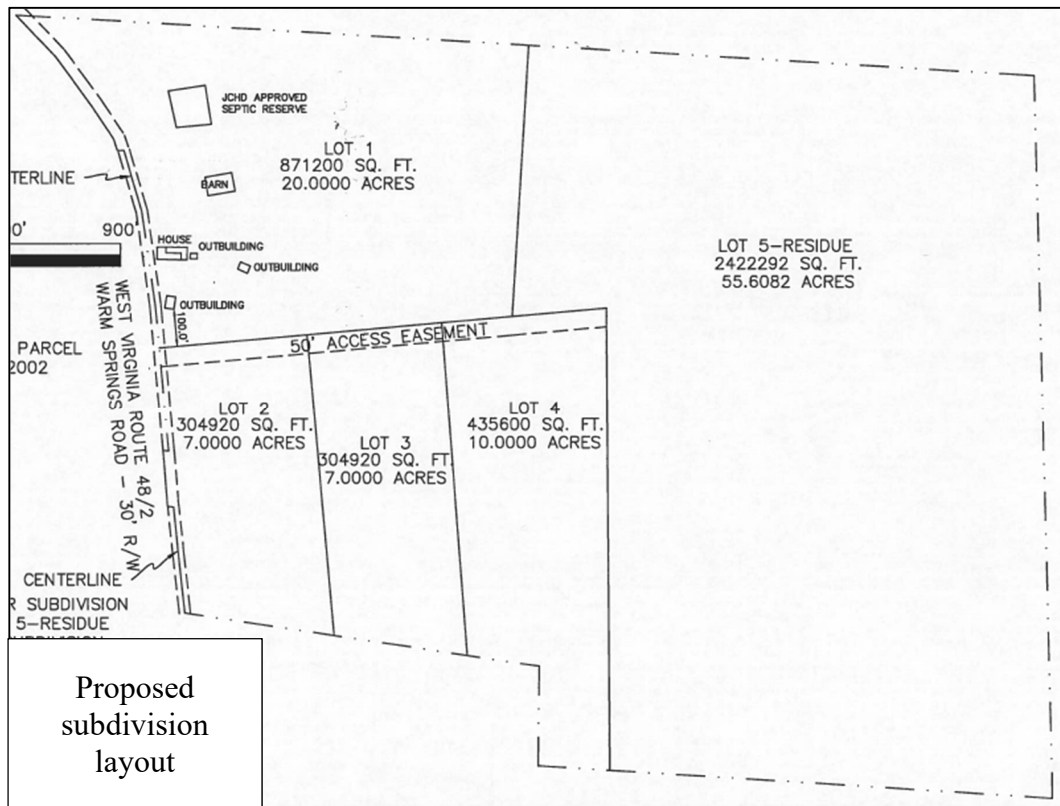 JCHD APPROVED
SEPTIC RESERVE
LOT 1
871200 SQ. FT.
20.0000 ACRES
TERLINE
BARN
0' 900'
HOUSE
OUTBUILDING
OUTBUILDING
OUTBUILDING
100.0'
WEST VIRGINIA ROUTE 48/2
WARM SPRINGS ROAD - 30' R/W
PARCEL
2002
50' ACCESS EASEMENT
LOT 5-RESIDUE
2422292 SQ. FT.
55.6082 ACRES
LOT 2
304920 SQ. FT.
7.0000 ACRES
LOT 3
304920 SQ. FT.
7.0000 ACRES
LOT 4
435600 SQ. FT.
10.0000 ACRES
CENTERLINE
R SUBDIVISION
5-RESIDUE
Proposed
subdivision
layout